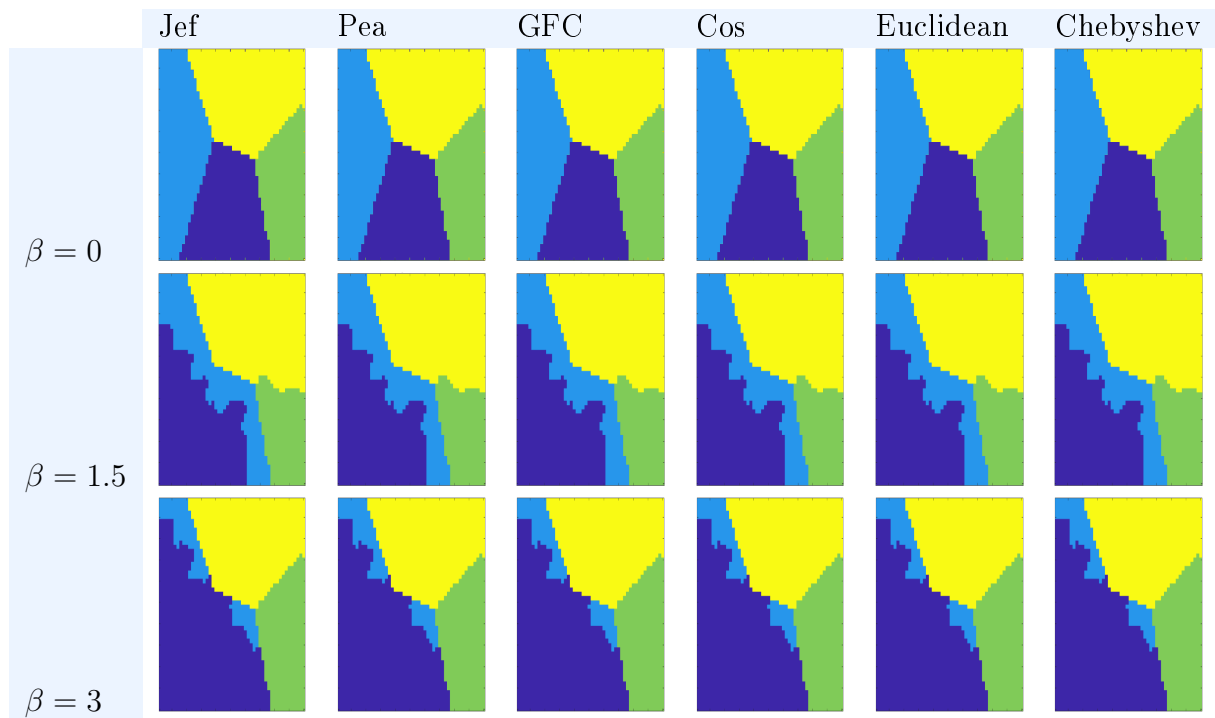 Jef Pea GFC Cos Euclidean Chebyshev
β = 0
β = 1.5
β = 3